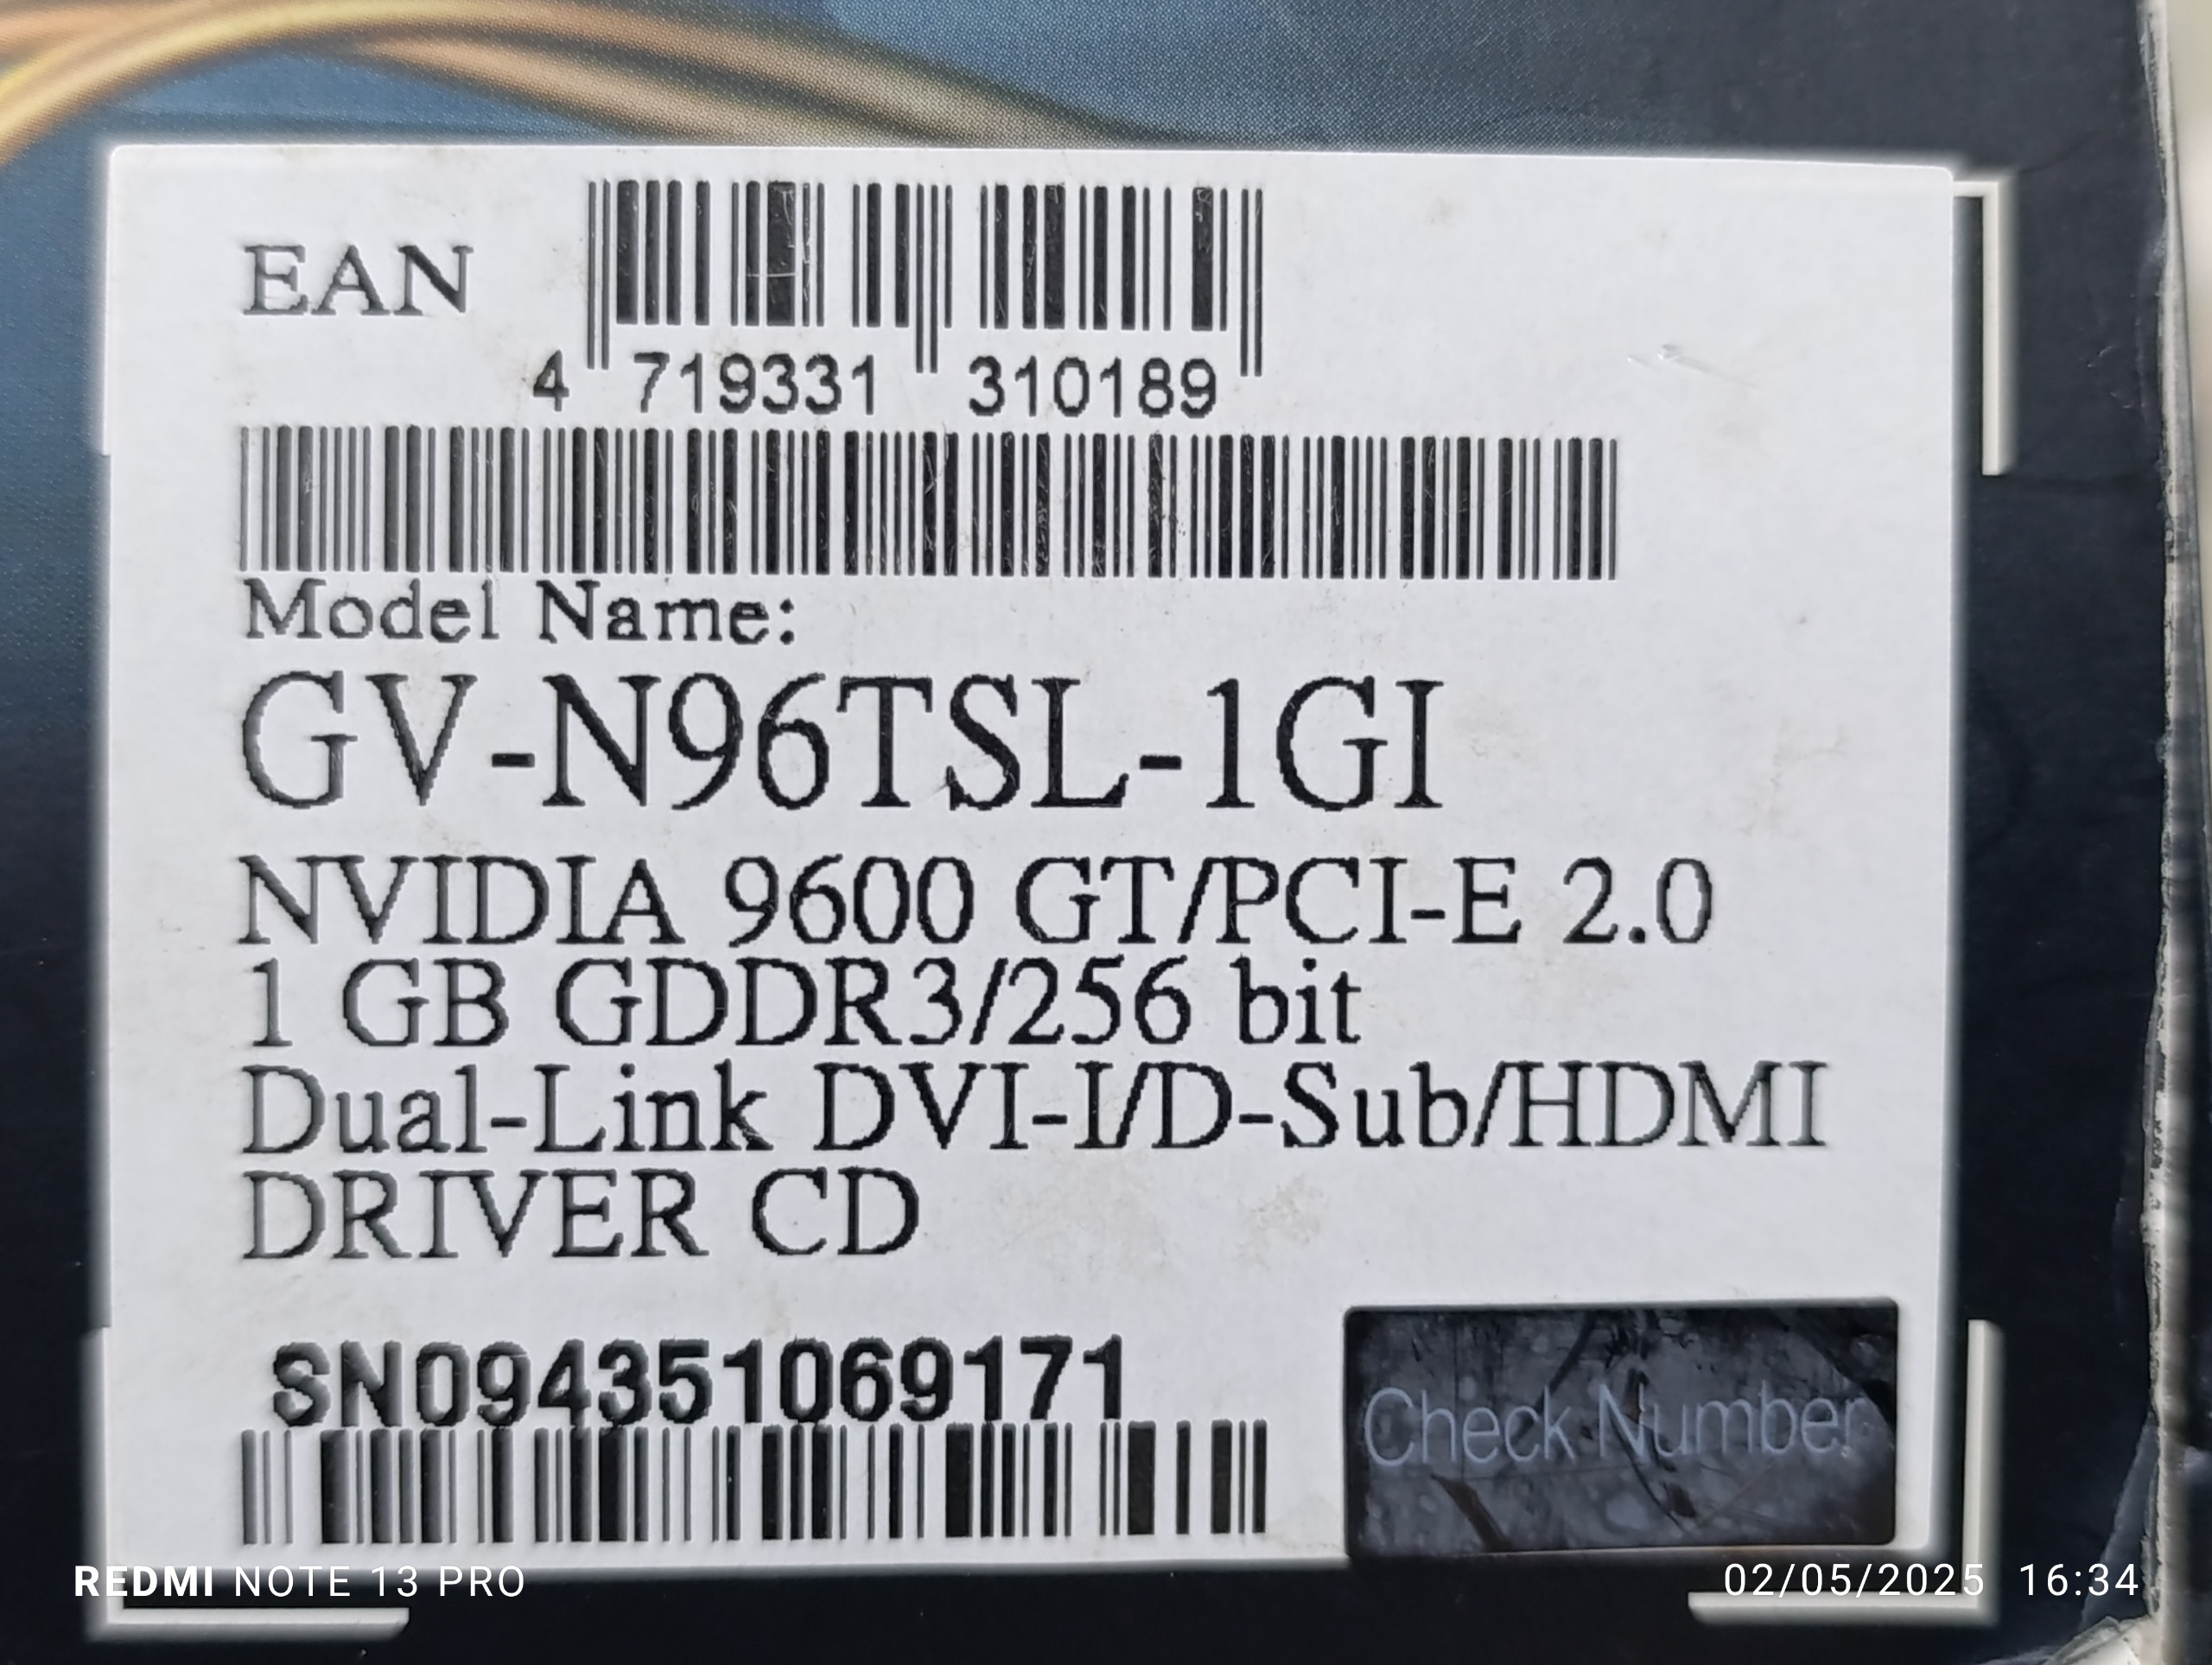 EAN
4 719331 310189
Model Name:
GV-N96TSL-1GI
NVIDIA 9600 GT/PCI-E 2.0
1 GB GDDR3/256 bit
Dual-Link DVI-I/D-Sub/HDMI
DRIVER CD
SN094351069171
Check Number
REDMI NOTE 13 PRO
02/05/2025 16:34